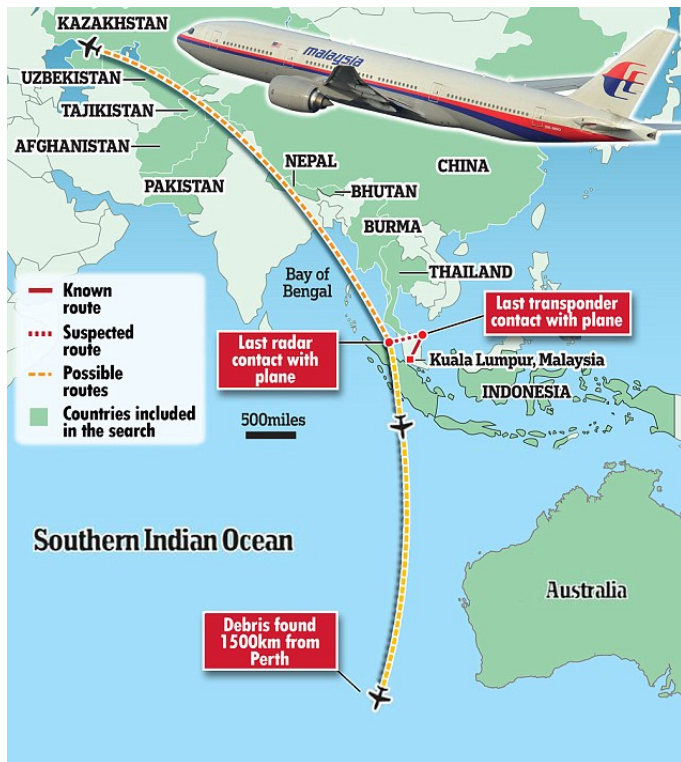 KAZAKHSTAN
malaysia
UZBEKISTAN
TAJIKISTAN
AFGHANISTAN
NEPAL
CHINA
PAKISTAN
BHUTAN
BURMA
Bay of
Bengal
THAILAND
Known
route
Suspected
route
Possible
routes
Countries included
in the search
Last transponder
contact with plane
Last radar
contact with
plane
Kuala Lumpur, Malaysia
INDONESIA
500miles
Southern Indian Ocean
Australia
Debris found
1500km from
Perth